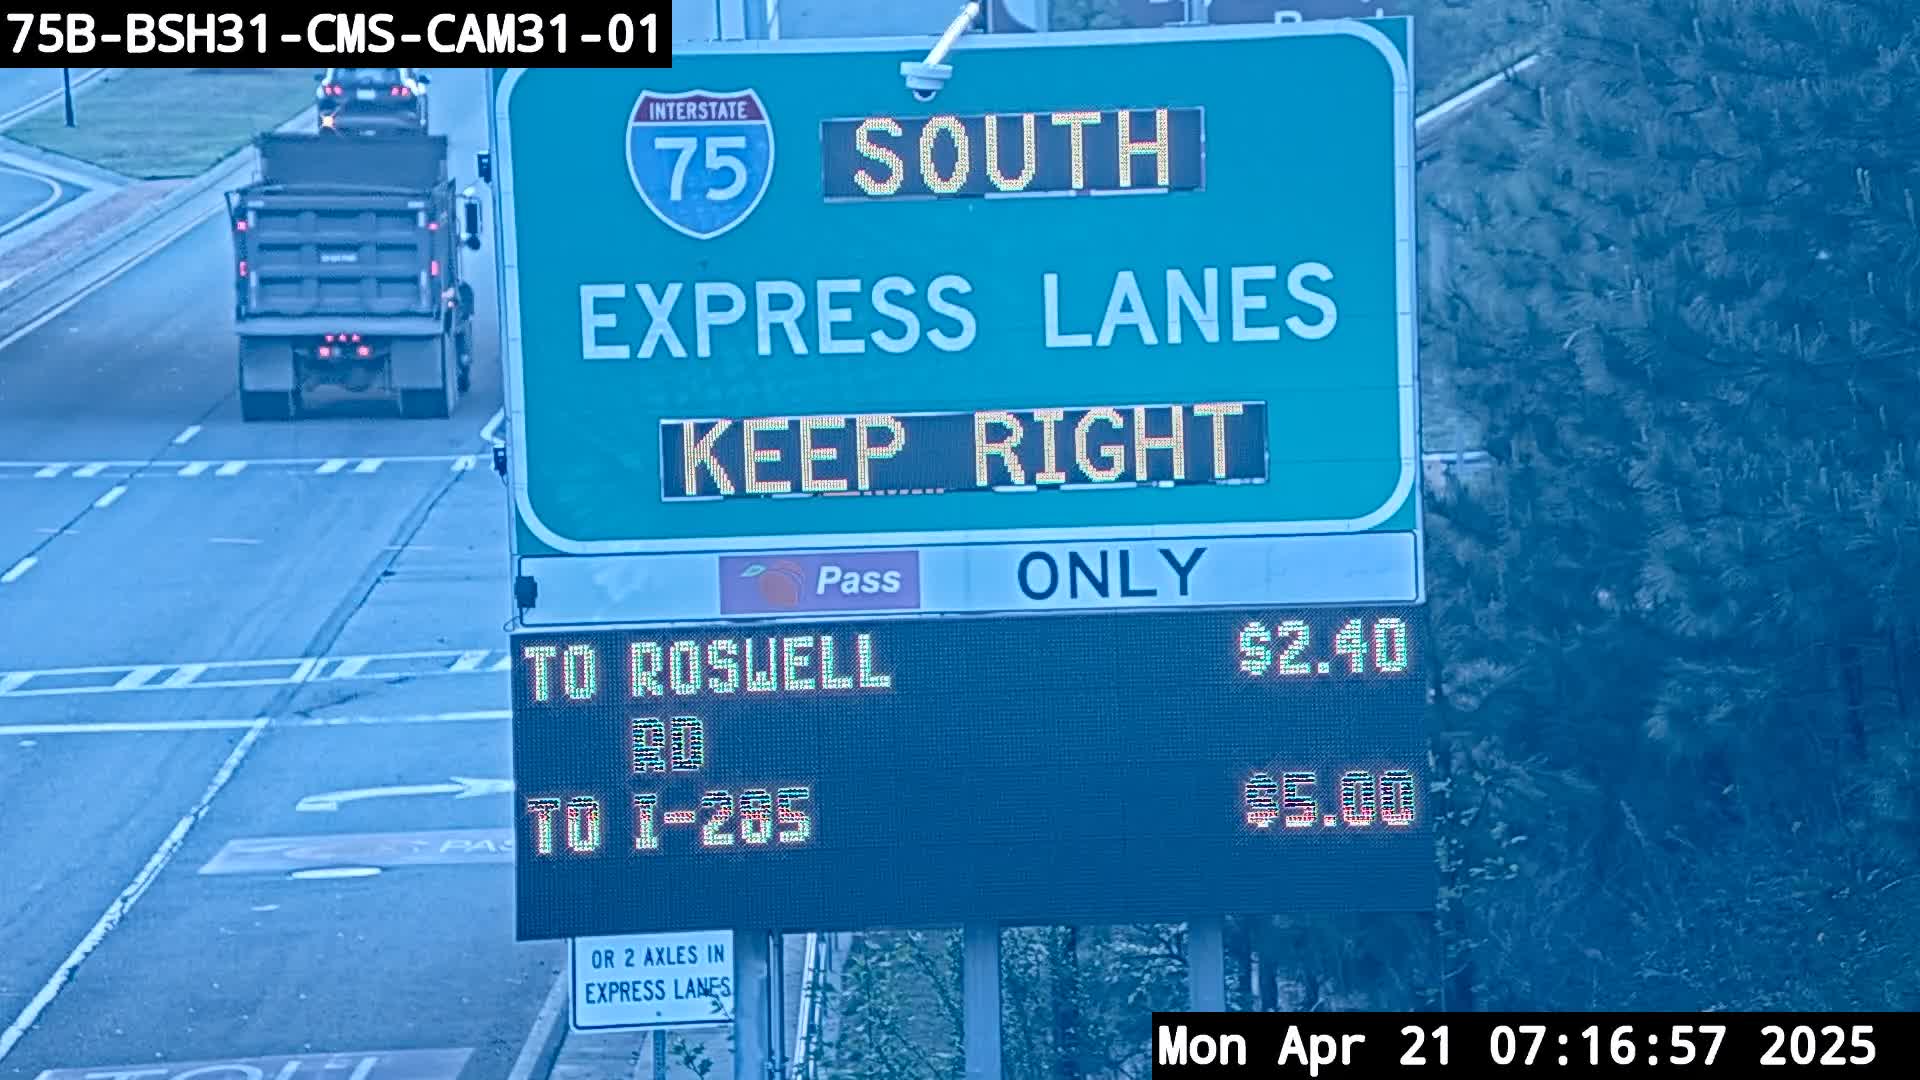 75B-BSH31-CMS-CAM31-01
INTERSTATE
75
SOUTH
EXPRESS LANES
KEEP RIGHT
Pass ONLY
TO ROSWELL $2.40
RD
TO I-285 $5.00
OR 2 AXLES IN
EXPRESS LANES
Mon Apr 21 07:16:57 2025